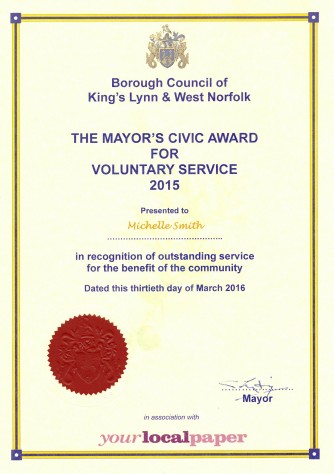 Borough Council of
King's Lynn & West Norfolk
THE MAYOR'S CIVIC AWARD
FOR
VOLUNTARY SERVICE
2015
Presented to
Michelle Smith
in recognition of outstanding service
for the benefit of the community
Dated this thirtieth day of March 2016
Mayor
in association with
yourlocalpaper